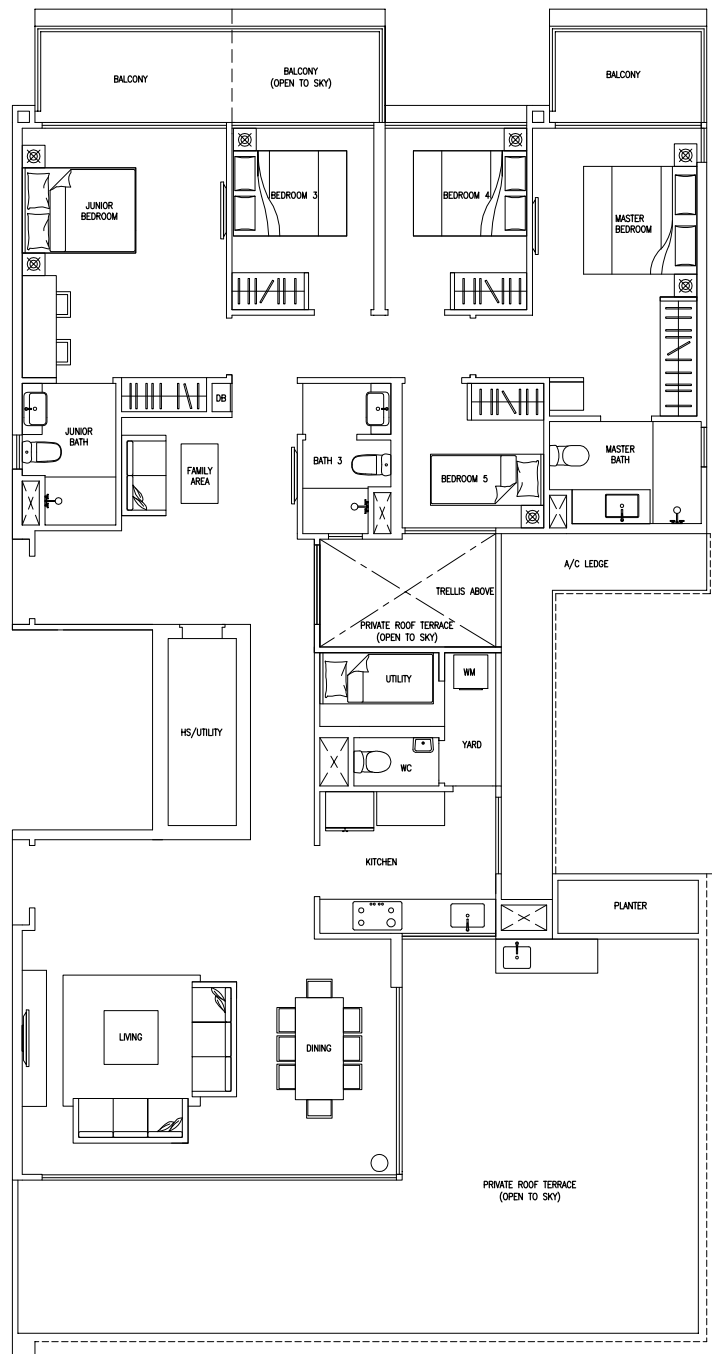 BALCONY
BALCONY
(OPEN TO SKY)
BALCONY
JUNIOR
BEDROOM
BEDROOM 3
BEDROOM 4
MASTER
BEDROOM
DB
JUNIOR
BATH
FAMILY
AREA
BATH 3
BEDROOM 5
MASTER
BATH
A/C LEDGE
TRELLIS ABOVE
PRIVATE ROOF TERRACE
(OPEN TO SKY)
UTILITY
WM
HS/UTILITY
YARD
WC
KITCHEN
PLANTER
LIVING
DINING
PRIVATE ROOF TERRACE
(OPEN TO SKY)